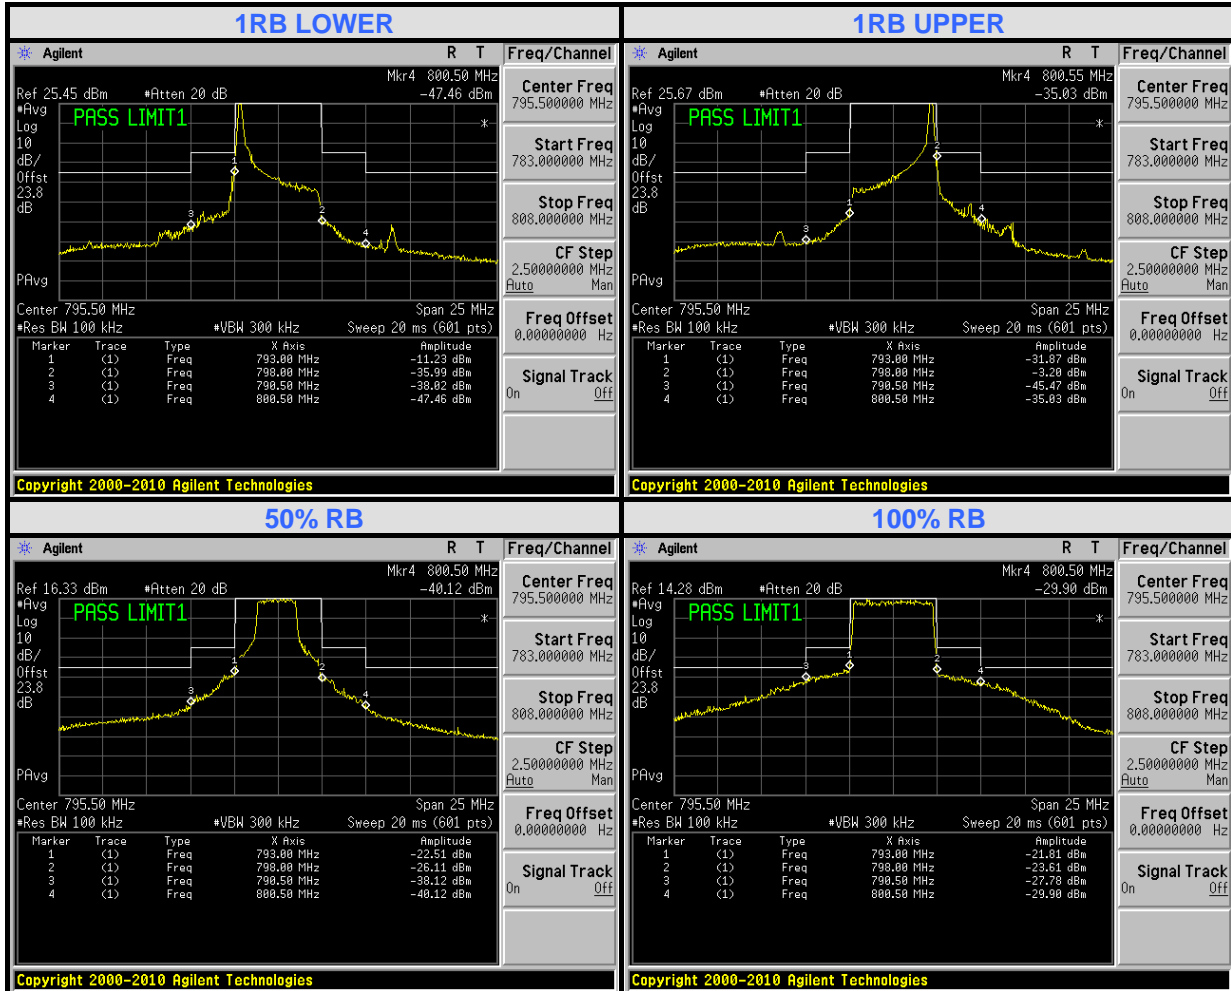 1RB LOWER
Agilent R T Freq/Channel
Mkr4 800.50 MHz
Ref 25.45 dBm #Atten 20 dB -47.46 dBm
#Avg
Log
10
dB/
Offst
23.8
dB
PAvg
PASS LIMIT1
*
1
2
3
4
Center 795.50 MHz Span 25 MHz
#Res BW 100 kHz #VBW 300 kHz Sweep 20 ms (601 pts)
Marker Trace Type X Axis Amplitude
1 (1) Freq 793.00 MHz -11.23 dBm
2 (1) Freq 798.00 MHz -35.99 dBm
3 (1) Freq 790.50 MHz -38.02 dBm
4 (1) Freq 800.50 MHz -47.46 dBm
Center Freq
795.500000 MHz
Start Freq
783.000000 MHz
Stop Freq
808.000000 MHz
CF Step
2.50000000 MHz
Auto Man
Freq Offset
0.00000000 Hz
Signal Track
On Off
Copyright 2000-2010 Agilent Technologies
1RB UPPER
Agilent R T Freq/Channel
Mkr4 800.55 MHz
Ref 25.67 dBm #Atten 20 dB -35.03 dBm
#Avg
Log
10
dB/
Offst
23.8
dB
PAvg
PASS LIMIT1
*
1
2
3
4
Center 795.50 MHz Span 25 MHz
#Res BW 100 kHz #VBW 300 kHz Sweep 20 ms (601 pts)
Marker Trace Type X Axis Amplitude
1 (1) Freq 793.00 MHz -31.87 dBm
2 (1) Freq 798.00 MHz -3.20 dBm
3 (1) Freq 790.50 MHz -45.47 dBm
4 (1) Freq 800.50 MHz -35.03 dBm
Center Freq
795.500000 MHz
Start Freq
783.000000 MHz
Stop Freq
808.000000 MHz
CF Step
2.50000000 MHz
Auto Man
Freq Offset
0.00000000 Hz
Signal Track
On Off
Copyright 2000-2010 Agilent Technologies
50% RB
Agilent R T Freq/Channel
Mkr4 800.50 MHz
Ref 16.33 dBm #Atten 20 dB -40.12 dBm
#Avg
Log
10
dB/
Offst
23.8
dB
PAvg
PASS LIMIT1
*
1
2
3
4
Center 795.50 MHz Span 25 MHz
#Res BW 100 kHz #VBW 300 kHz Sweep 20 ms (601 pts)
Marker Trace Type X Axis Amplitude
1 (1) Freq 793.00 MHz -22.51 dBm
2 (1) Freq 798.00 MHz -26.11 dBm
3 (1) Freq 790.50 MHz -38.12 dBm
4 (1) Freq 800.50 MHz -40.12 dBm
Center Freq
795.500000 MHz
Start Freq
783.000000 MHz
Stop Freq
808.000000 MHz
CF Step
2.50000000 MHz
Auto Man
Freq Offset
0.00000000 Hz
Signal Track
On Off
Copyright 2000-2010 Agilent Technologies
100% RB
Agilent R T Freq/Channel
Mkr4 800.50 MHz
Ref 14.28 dBm #Atten 20 dB -29.90 dBm
#Avg
Log
10
dB/
Offst
23.8
dB
PAvg
PASS LIMIT1
*
1
2
3
4
Center 795.50 MHz Span 25 MHz
#Res BW 100 kHz #VBW 300 kHz Sweep 20 ms (601 pts)
Marker Trace Type X Axis Amplitude
1 (1) Freq 793.00 MHz -21.81 dBm
2 (1) Freq 798.00 MHz -23.61 dBm
3 (1) Freq 790.50 MHz -27.78 dBm
4 (1) Freq 800.50 MHz -29.90 dBm
Center Freq
795.500000 MHz
Start Freq
783.000000 MHz
Stop Freq
808.000000 MHz
CF Step
2.50000000 MHz
Auto Man
Freq Offset
0.00000000 Hz
Signal Track
On Off
Copyright 2000-2010 Agilent Technologies